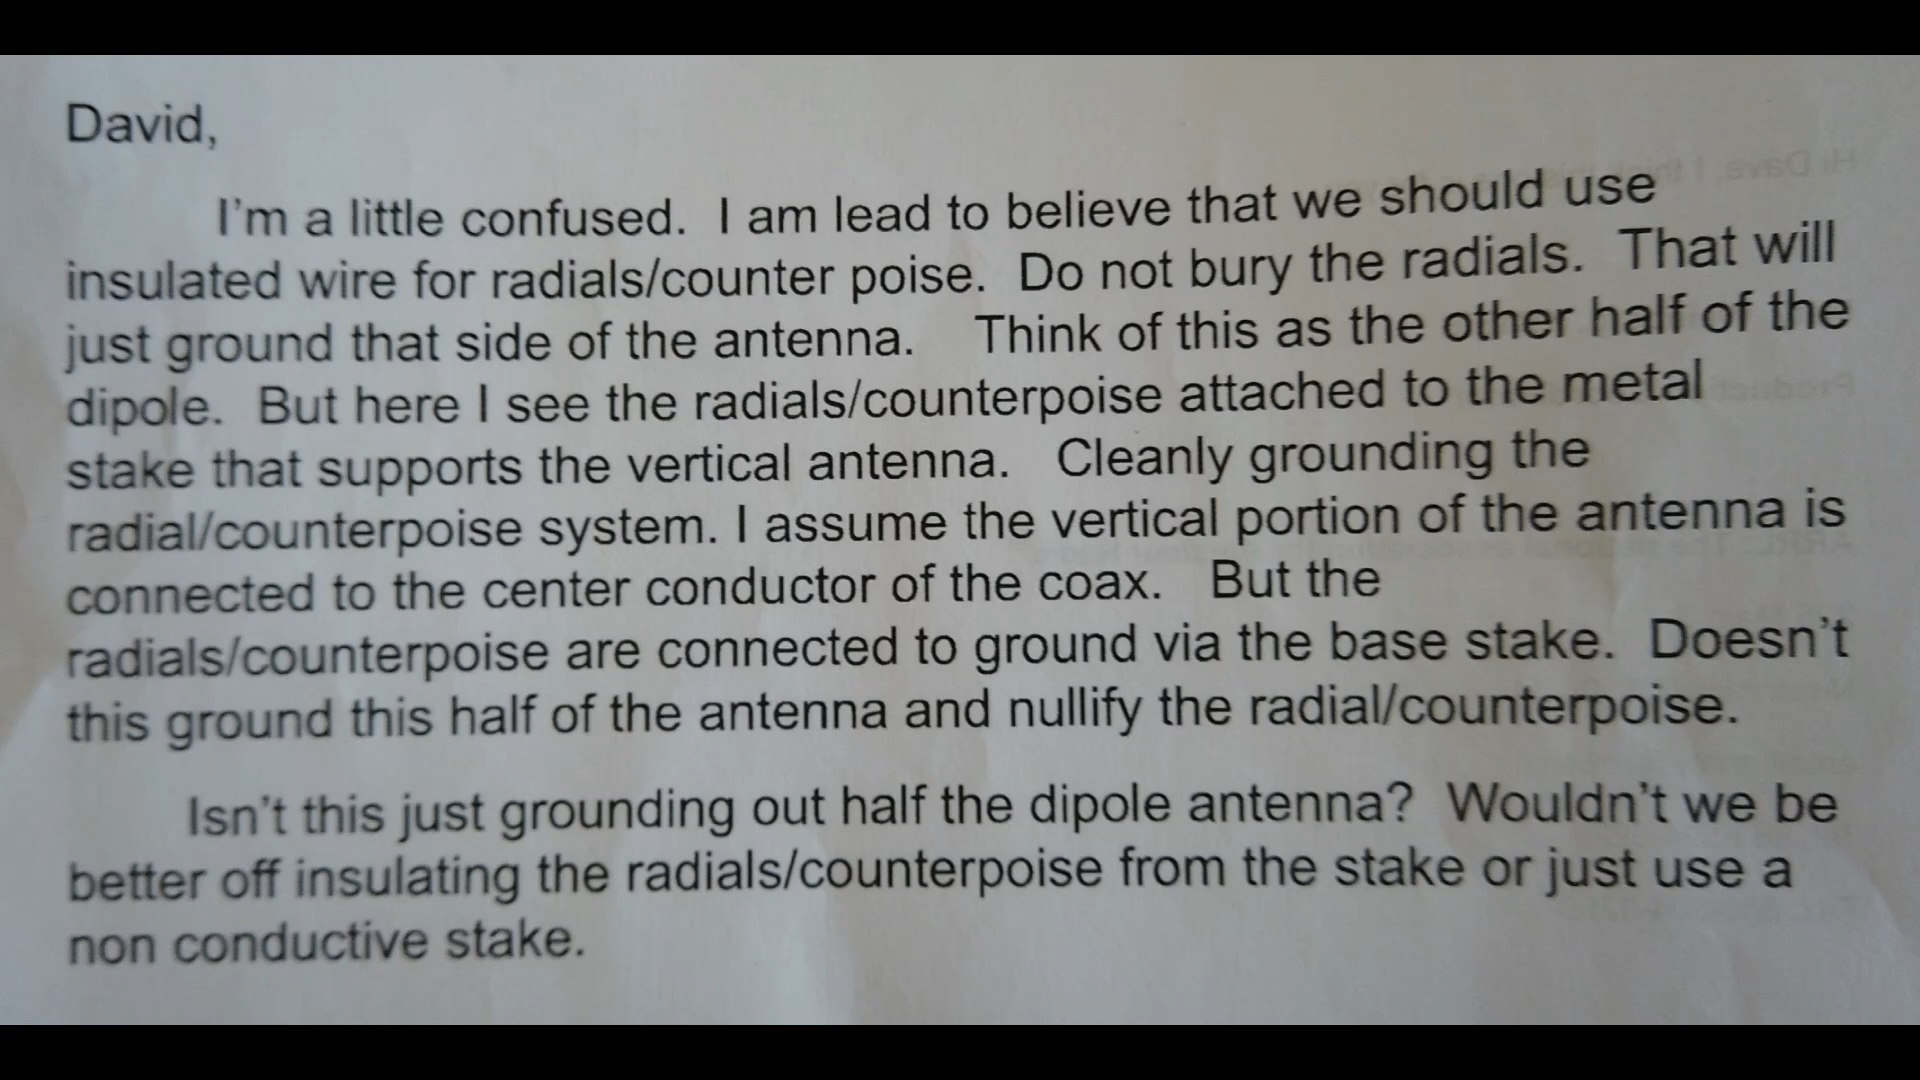 David,
I'm a little confused.  I am lead to believe that we should use
insulated wire for radials/counter poise.  Do not bury the radials.  That will
just ground that side of the antenna.    Think of this as the other half of the
dipole.  But here I see the radials/counterpoise attached to the metal
stake that supports the vertical antenna.   Cleanly grounding the
radial/counterpoise system. I assume the vertical portion of the antenna is
connected to the center conductor of the coax.   But the
radials/counterpoise are connected to ground via the base stake.  Doesn't
this ground this half of the antenna and nullify the radial/counterpoise.
Isn't this just grounding out half the dipole antenna?  Wouldn't we be
better off insulating the radials/counterpoise from the stake or just use a
non conductive stake.